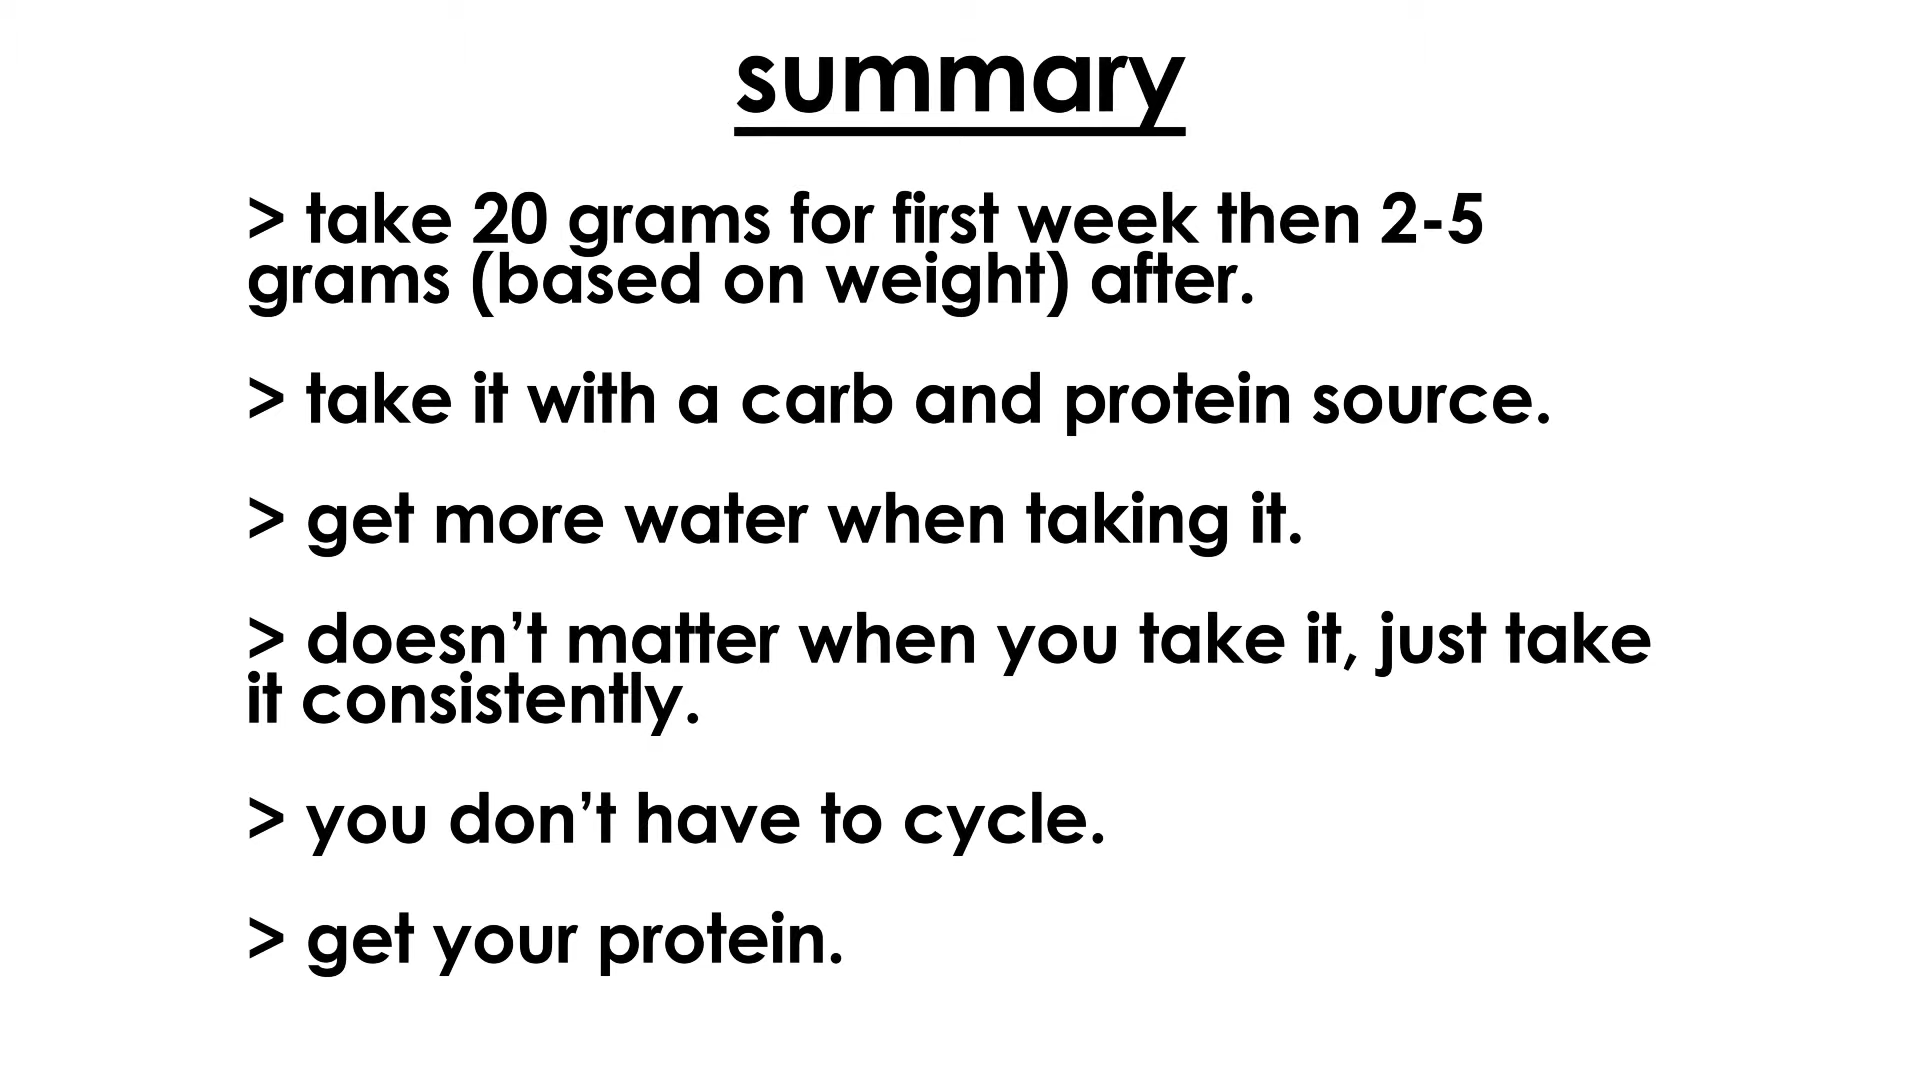 summary
> take 20 grams for first week then 2-5
grams (based on weight) after.
> take it with a carb and protein source.
> get more water when taking it.
> doesn’t matter when you take it, just take
it consistently.
> you don’t have to cycle.
> get your protein.